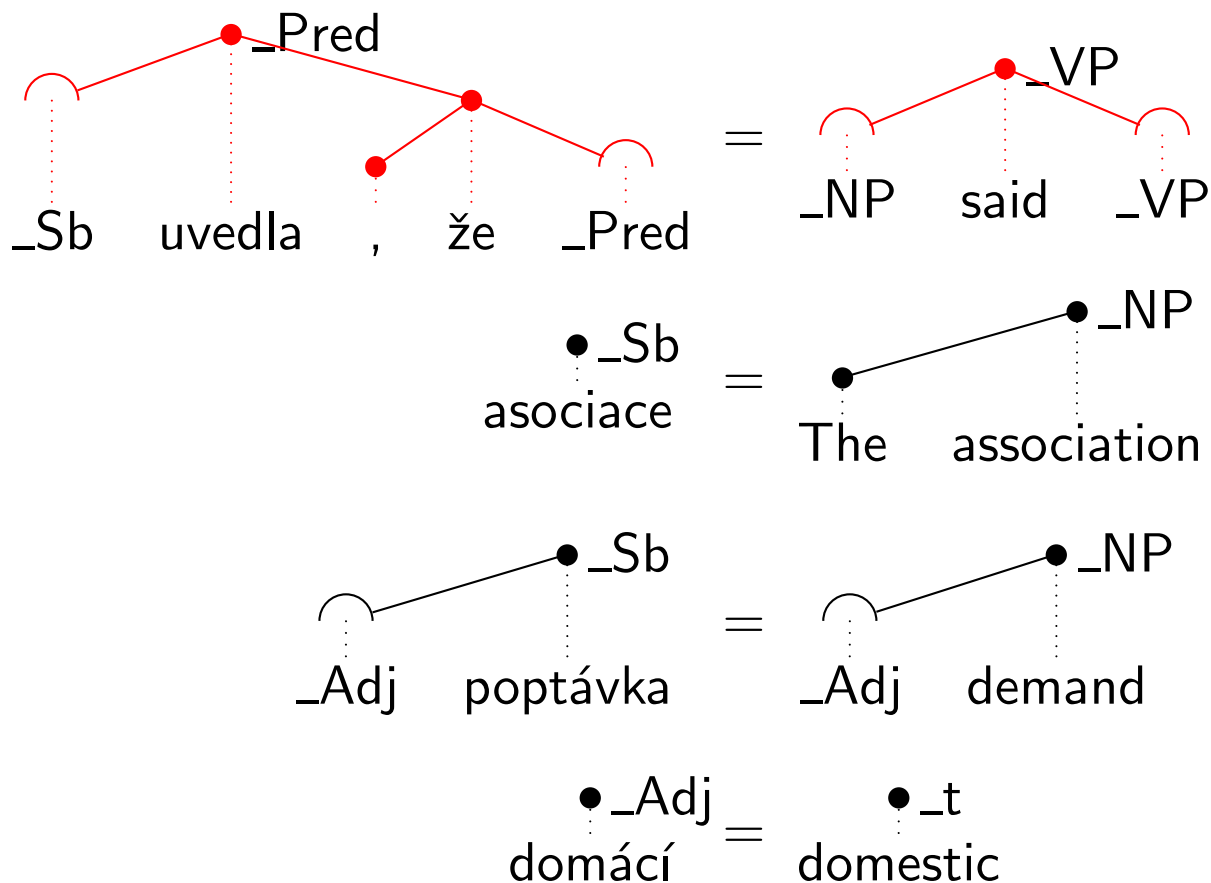 _Pred _VP
=
_Sb uvedla , že _Pred _NP said _VP
_Sb = _NP
asociace The association
_Sb = _NP
_Adj poptávka _Adj demand
_Adj = _t
domácí domestic